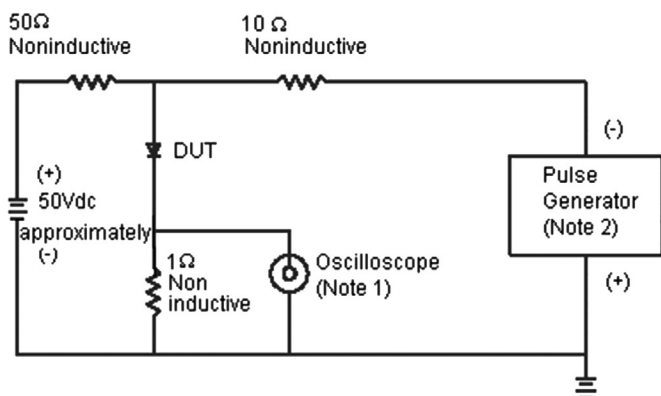 50Ω
Noninductive
10 Ω
Noninductive
DUT
(+)
50Vdc
approximately
(-)
1Ω
Non
inductive
Oscilloscope
(Note 1)
(-)
Pulse
Generator
(Note 2)
(+)